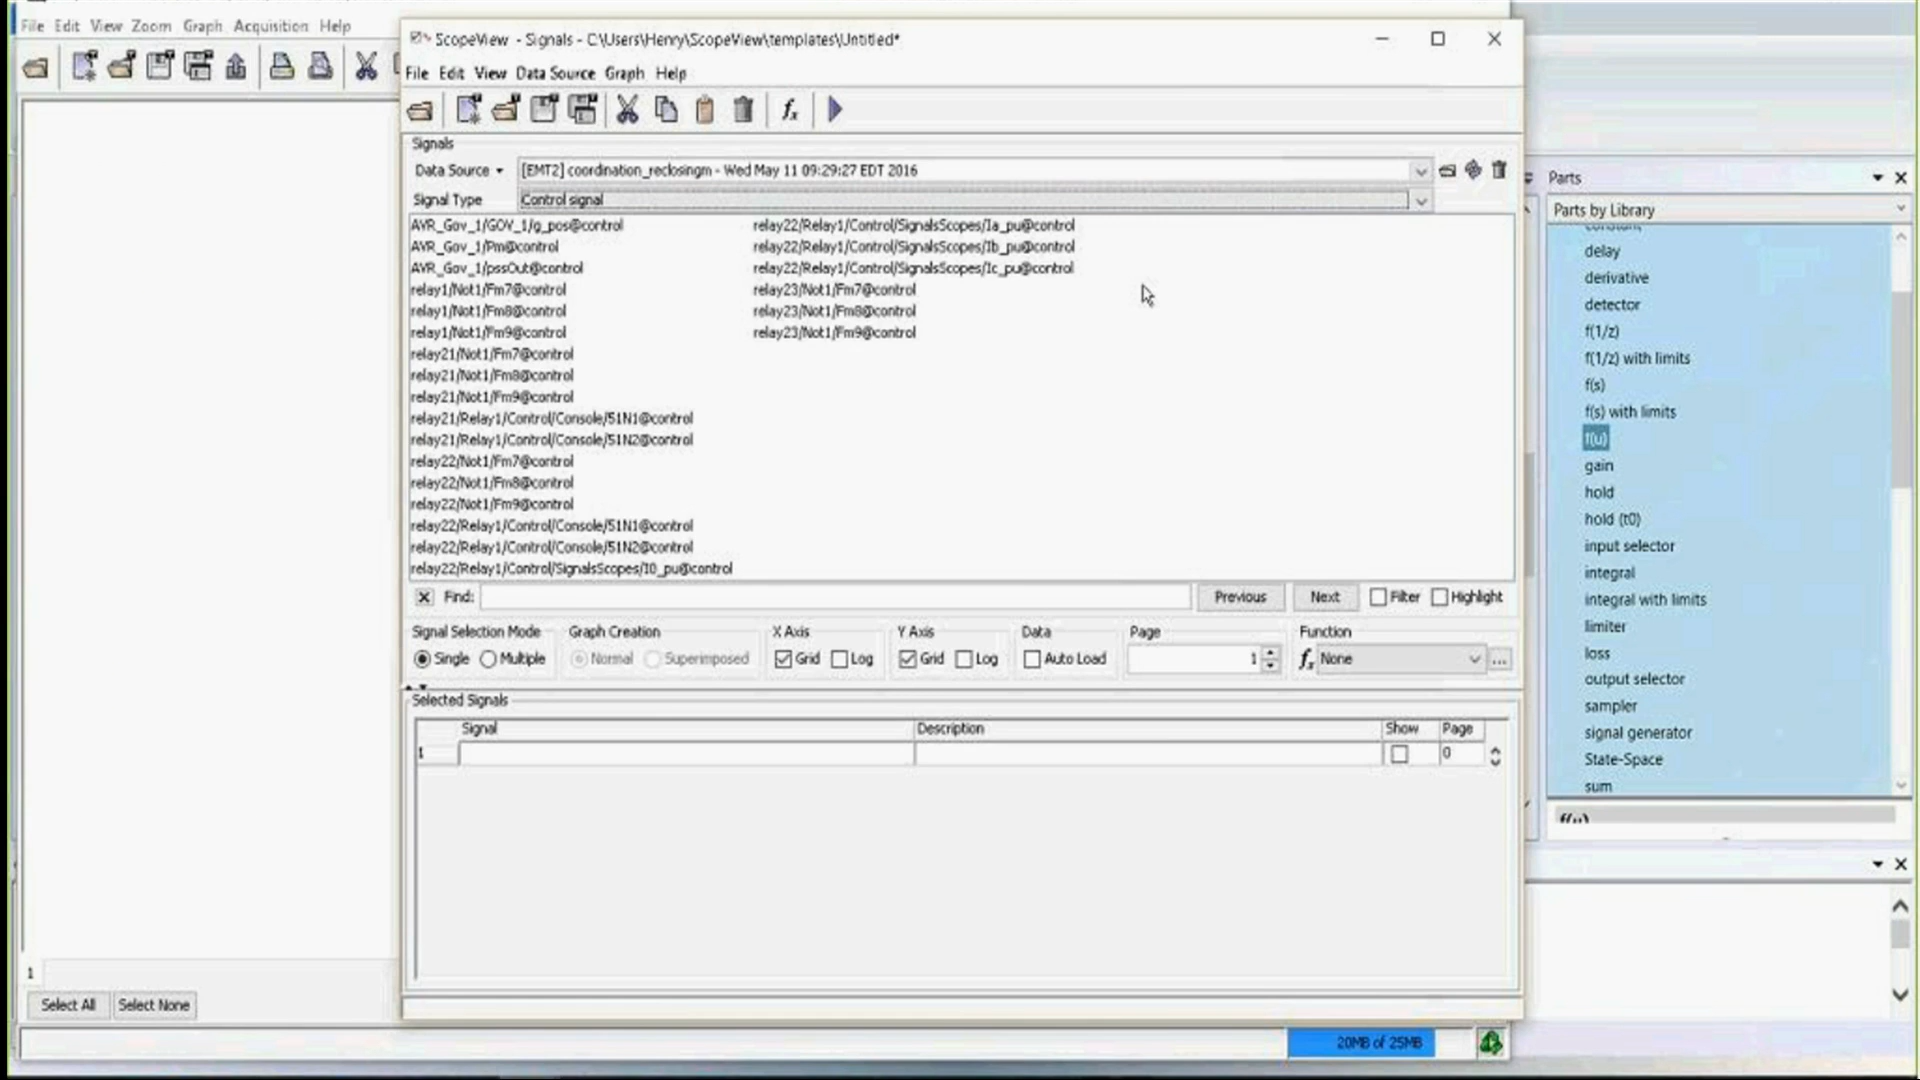 File Edit View Zoom Graph Acquisition Help
ScopeView - Signals - C:\Users\Henry\ScopeView\templates\Untitled*
File Edit View Data Source Graph Help
Signals
Data Source [EMT2] coordination_reclosingm - Wed May 11 09:29:27 EDT 2016
Signal Type Control signal
AVR_Gov_1/GOV_1/g_pos@control
AVR_Gov_1/Pm@control
AVR_Gov_1/pssOut@control
relay1/Not1/Fm7@control
relay1/Not1/Fm8@control
relay1/Not1/Fm9@control
relay21/Not1/Fm7@control
relay21/Not1/Fm8@control
relay21/Not1/Fm9@control
relay21/Relay1/Control/Console/51N1@control
relay21/Relay1/Control/Console/51N2@control
relay22/Not1/Fm7@control
relay22/Not1/Fm8@control
relay22/Not1/Fm9@control
relay22/Relay1/Control/Console/51N1@control
relay22/Relay1/Control/Console/51N2@control
relay22/Relay1/Control/SignalsScopes/I0_pu@control
relay22/Relay1/Control/SignalsScopes/Ia_pu@control
relay22/Relay1/Control/SignalsScopes/Ib_pu@control
relay22/Relay1/Control/SignalsScopes/Ic_pu@control
relay23/Not1/Fm7@control
relay23/Not1/Fm8@control
relay23/Not1/Fm9@control
Find: Previous Next Filter Highlight
Signal Selection Mode Graph Creation X Axis Y Axis Data Page Function
Single Multiple Normal Superimposed Grid Log Grid Log Auto Load 1 fx None ...
Selected Signals
Signal Description Show Page
1 0
1
Select All Select None
20MB of 25MB
Parts
Parts by Library
constant
delay
derivative
detector
f(1/z)
f(1/z) with limits
f(s)
f(s) with limits
f(u)
gain
hold
hold (t0)
input selector
integral
integral with limits
limiter
loss
output selector
sampler
signal generator
State-Space
sum
f(u)